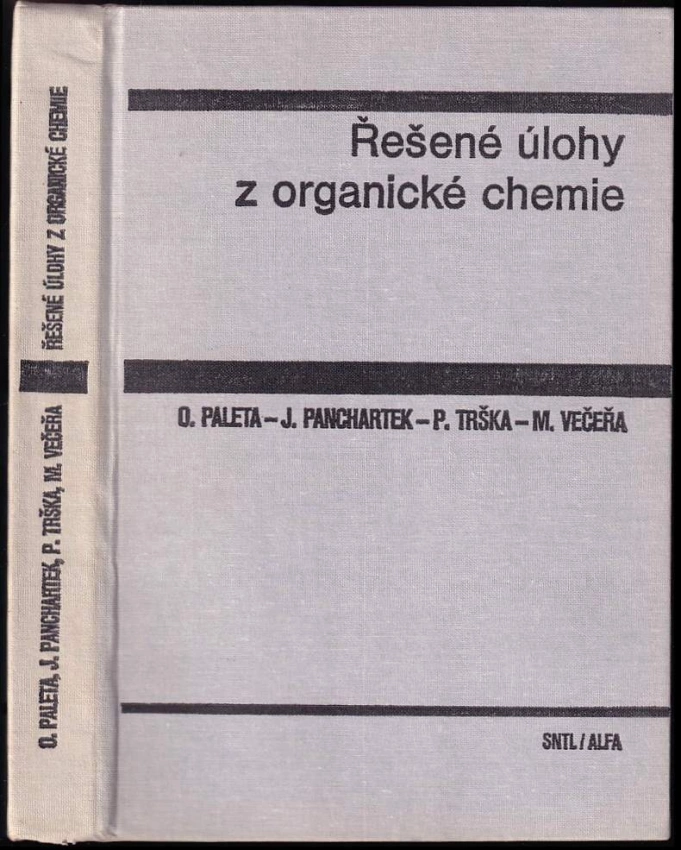 Řešené úlohy
z organické chemie
O. PALETA – J. PANCHARTEK – P. TRŠKA – M. VEČEŘA
SNTL / ALFA
O. PALETA, J. PANCHARTEK, P. TRŠKA, M. VEČEŘA ŘEŠENÉ ÚLOHY Z ORGANICKÉ CHEMIE